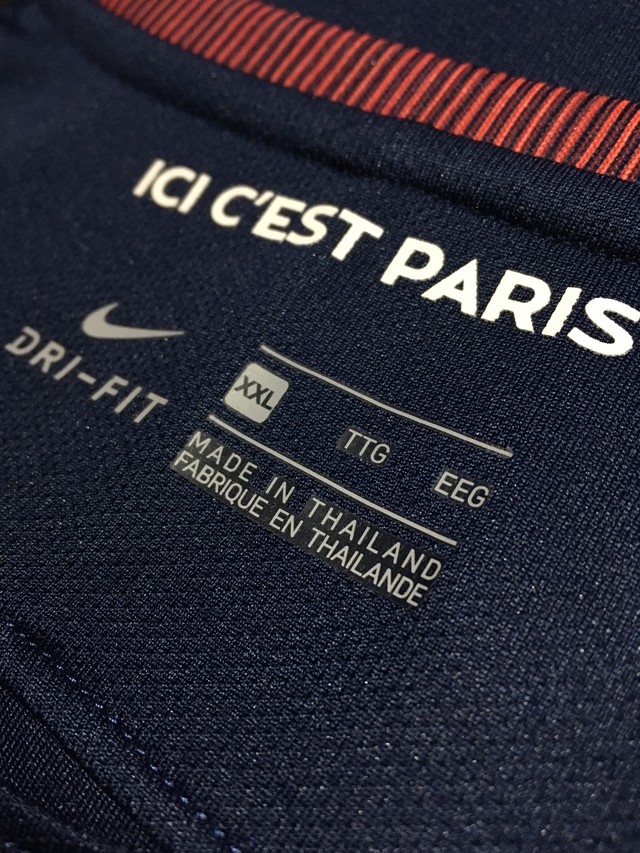 ICI C'EST PARIS
DRI-FIT
XXL TTG EEG
MADE IN THAILAND
FABRIQUE EN THAILANDE